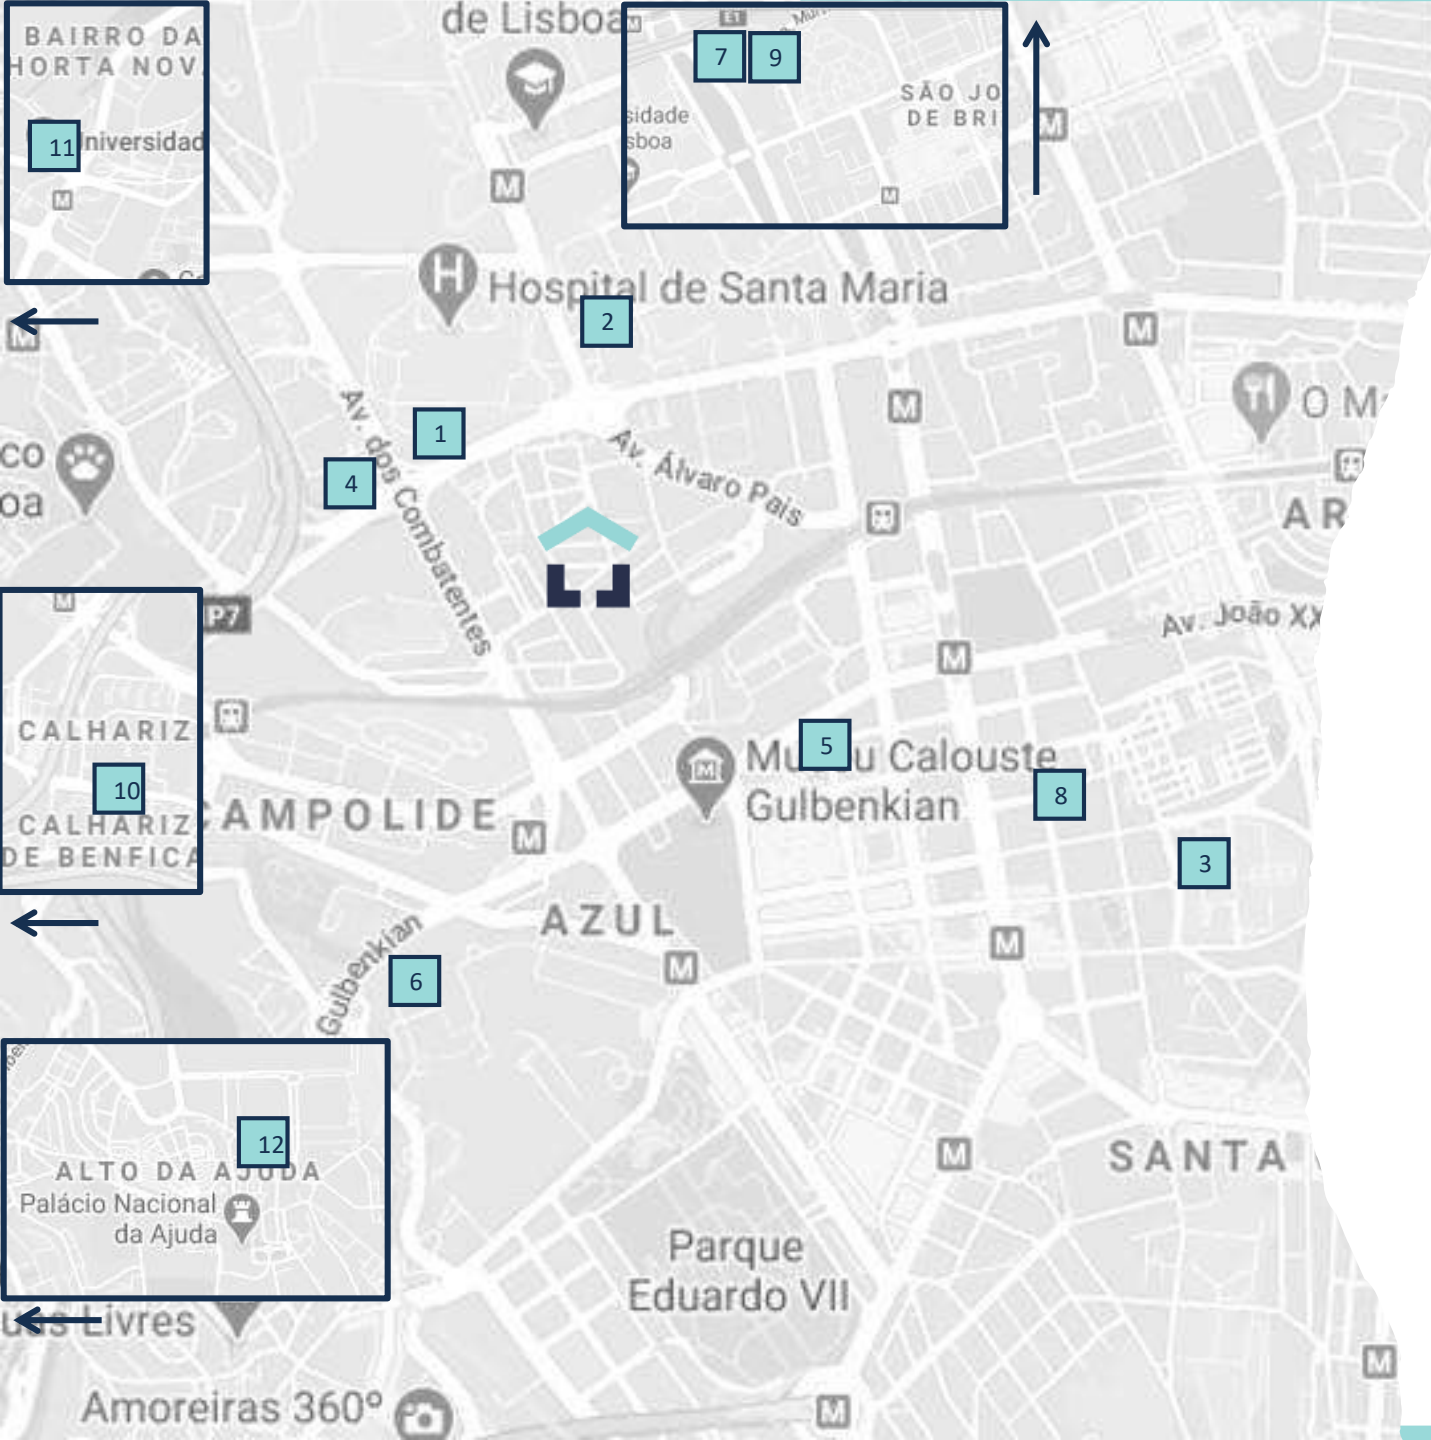 BAIRRO DA
HORTA NOV
11
Universidad
M
de Lisboa
M
E1
7
9
SÃO JO
DE BRI
sidade
sboa
M
M
M
H
Hospital de Santa Maria
2
M
M
O M
M
Av. dos Combatentes
1
4
Av. Álvaro Pais
co
oa
AR
P7
M
Av. João XX
M
CALHARIZ
10
CALHARIZ
DE BENFICA
CAMPOLIDE
M
5
M
Museu Calouste
Gulbenkian
8
3
AZUL
M
M
Gulbenkian
6
12
ALTO DA AJUDA
Palácio Nacional
da Ajuda
M
SANTA
Parque
Eduardo VII
uas Livres
M
Amoreiras 360º
M